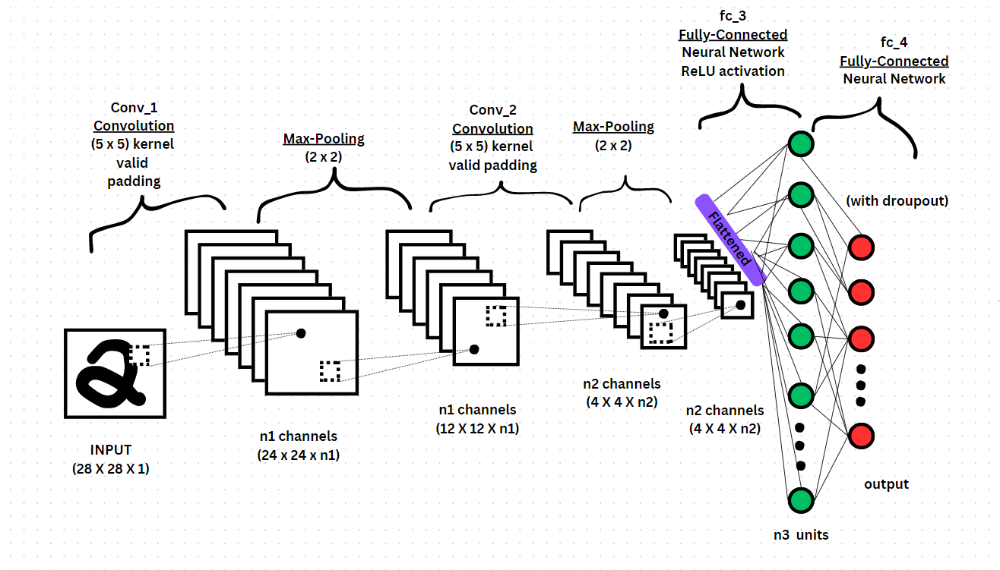 Conv_1
Convolution
(5 x 5) kernel
valid
padding
Max-Pooling
(2 x 2)
Conv_2
Convolution
(5 x 5) kernel
valid padding
Max-Pooling
(2 x 2)
fc_3
Fully-Connected
Neural Network
ReLU activation
fc_4
Fully-Connected
Neural Network
(with droupout)
Flattened
INPUT
(28 X 28 X 1)
n1 channels
(24 x 24 x n1)
n1 channels
(12 X 12 X n1)
n2 channels
(4 X 4 X n2)
n2 channels
(4 X 4 X n2)
n3 units
output